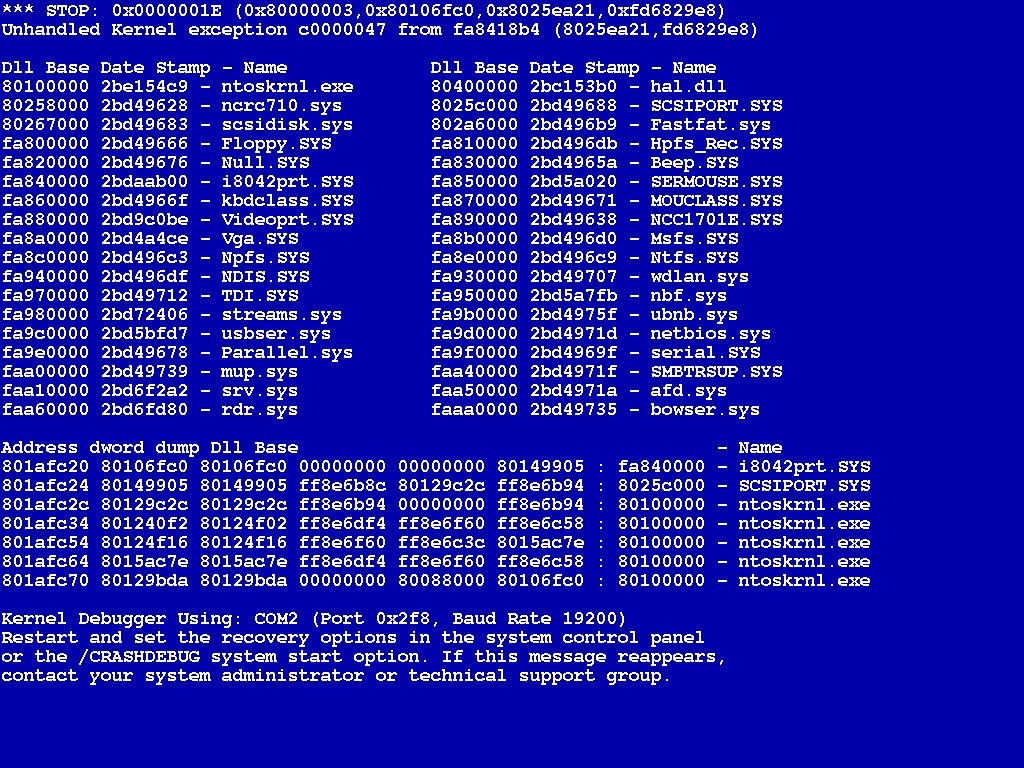 *** STOP: 0x0000001E (0x80000003,0x80106fc0,0x8025ea21,0xfd6829e8)
Unhandled Kernel exception c0000047 from fa8418b4 (8025ea21,fd6829e8)
Dll Base Date Stamp - Name Dll Base Date Stamp - Name
80100000 2be154c9 - ntoskrnl.exe 80400000 2bc153b0 - hal.dll
80258000 2bd49628 - ncrc710.sys 8025c000 2bd49688 - SCSIPORT.SYS
80267000 2bd49683 - scsidisk.sys 802a6000 2bd496b9 - Fastfat.sys
fa800000 2bd49666 - Floppy.SYS fa810000 2bd496db - Hpfs_Rec.SYS
fa820000 2bd49676 - Null.SYS fa830000 2bd4965a - Beep.SYS
fa840000 2bdaab00 - i8042prt.SYS fa850000 2bd5a020 - SERMOUSE.SYS
fa860000 2bd4966f - kbdclass.SYS fa870000 2bd49671 - MOUCLASS.SYS
fa880000 2bd9c0be - Videoprt.SYS fa890000 2bd49638 - NCC1701E.SYS
fa8a0000 2bd4a4ce - Vga.SYS fa8b0000 2bd496d0 - Msfs.SYS
fa8c0000 2bd496c3 - Npfs.SYS fa8e0000 2bd496c9 - Ntfs.SYS
fa940000 2bd496df - NDIS.SYS fa930000 2bd49707 - wdlan.sys
fa970000 2bd49712 - TDI.SYS fa950000 2bd5a7fb - nbf.sys
fa980000 2bd72406 - streams.sys fa9b0000 2bd4975f - ubnb.sys
fa9c0000 2bd5bfd7 - usbser.sys fa9d0000 2bd4971d - netbios.sys
fa9e0000 2bd49678 - Parallel.sys fa9f0000 2bd4969f - serial.SYS
faa00000 2bd49739 - mup.sys faa40000 2bd4971f - SMBTRSUP.SYS
faa10000 2bd6f2a2 - srv.sys faa50000 2bd4971a - afd.sys
faa60000 2bd6fd80 - rdr.sys faaa0000 2bd49735 - bowser.sys
Address dword dump Dll Base - Name
801afc20 80106fc0 80106fc0 00000000 00000000 80149905 : fa840000 - i8042prt.SYS
801afc24 80149905 80149905 ff8e6b8c 80129c2c ff8e6b94 : 8025c000 - SCSIPORT.SYS
801afc2c 80129c2c 80129c2c ff8e6b94 00000000 ff8e6b94 : 80100000 - ntoskrnl.exe
801afc34 801240f2 80124f02 ff8e6df4 ff8e6f60 ff8e6c58 : 80100000 - ntoskrnl.exe
801afc54 80124f16 80124f16 ff8e6f60 ff8e6c3c 8015ac7e : 80100000 - ntoskrnl.exe
801afc64 8015ac7e 8015ac7e ff8e6df4 ff8e6f60 ff8e6c58 : 80100000 - ntoskrnl.exe
801afc70 80129bda 80129bda 00000000 80088000 80106fc0 : 80100000 - ntoskrnl.exe
Kernel Debugger Using: COM2 (Port 0x2f8, Baud Rate 19200)
Restart and set the recovery options in the system control panel
or the /CRASHDEBUG system start option. If this message reappears,
contact your system administrator or technical support group.